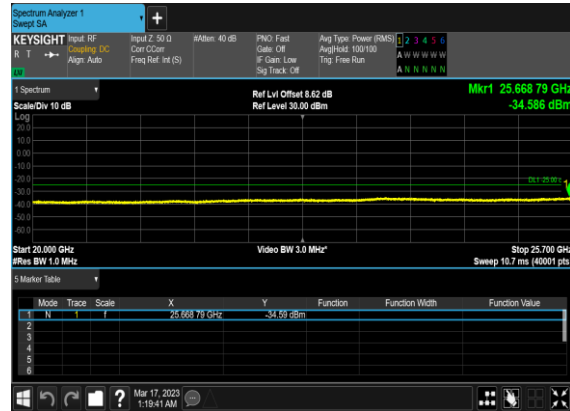 Spectrum Analyzer 1
Swept SA
+
KEYSIGHT Input: RF Input Z: 50 Ω #Atten: 40 dB PNO: Fast Avg Type: Power (RMS) 1 2 3 4 5 6
R T Coupling: DC Corr CCorr Gate: Off Avg|Hold: 100/100 A W W W W W
Align: Auto Freq Ref: Int (S) IF Gain: Low Trig: Free Run
LW Sig Track: Off A N N N N N
1 Spectrum Ref Lvl Offset 8.62 dB Mkr1 25.668 79 GHz
Scale/Div 10 dB Ref Level 30.00 dBm -34.586 dBm
Log
20.0
10.0
0.00
-10.0
-20.0
DL1 -25.00
-30.0
-40.0
-50.0
-60.0
Start 20.000 GHz Video BW 3.0 MHz* Stop 25.700 GHz
#Res BW 1.0 MHz Sweep 10.7 ms (40001 pts
5 Marker Table
Mode Trace Scale X Y Function Function Width Function Value
1 N 1 f 25.668 79 GHz -34.59 dBm
2
3
4
5
6
? Mar 17, 2023
1:19:41 AM